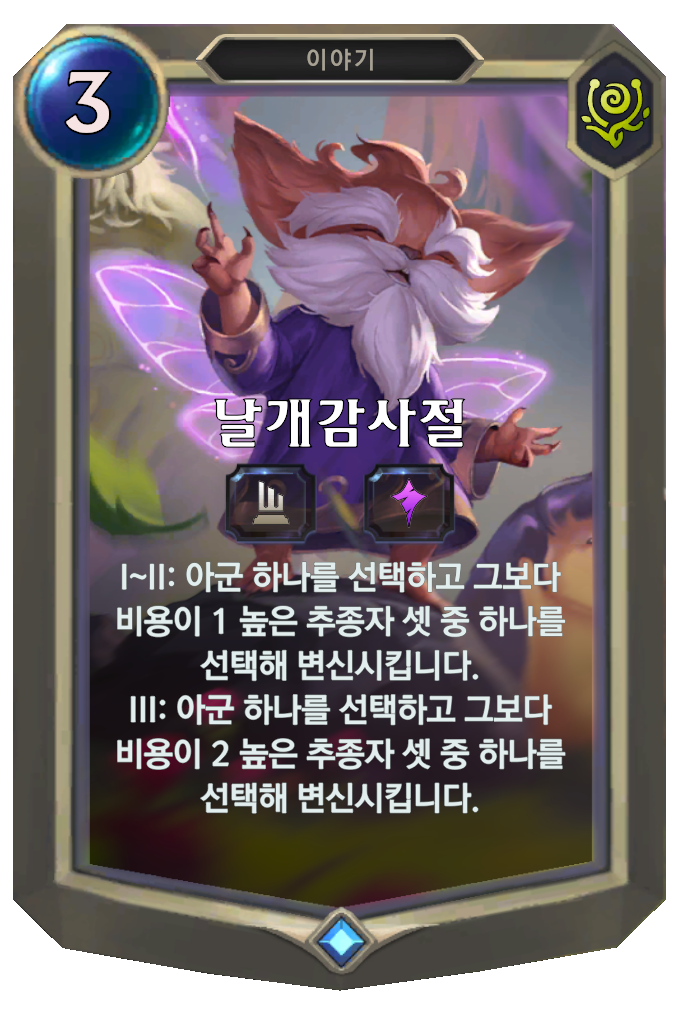 3
이야기
날개감사절
I~II: 아군 하나를 선택하고 그보다
비용이 1 높은 추종자 셋 중 하나를
선택해 변신시킵니다.
III: 아군 하나를 선택하고 그보다
비용이 2 높은 추종자 셋 중 하나를
선택해 변신시킵니다.